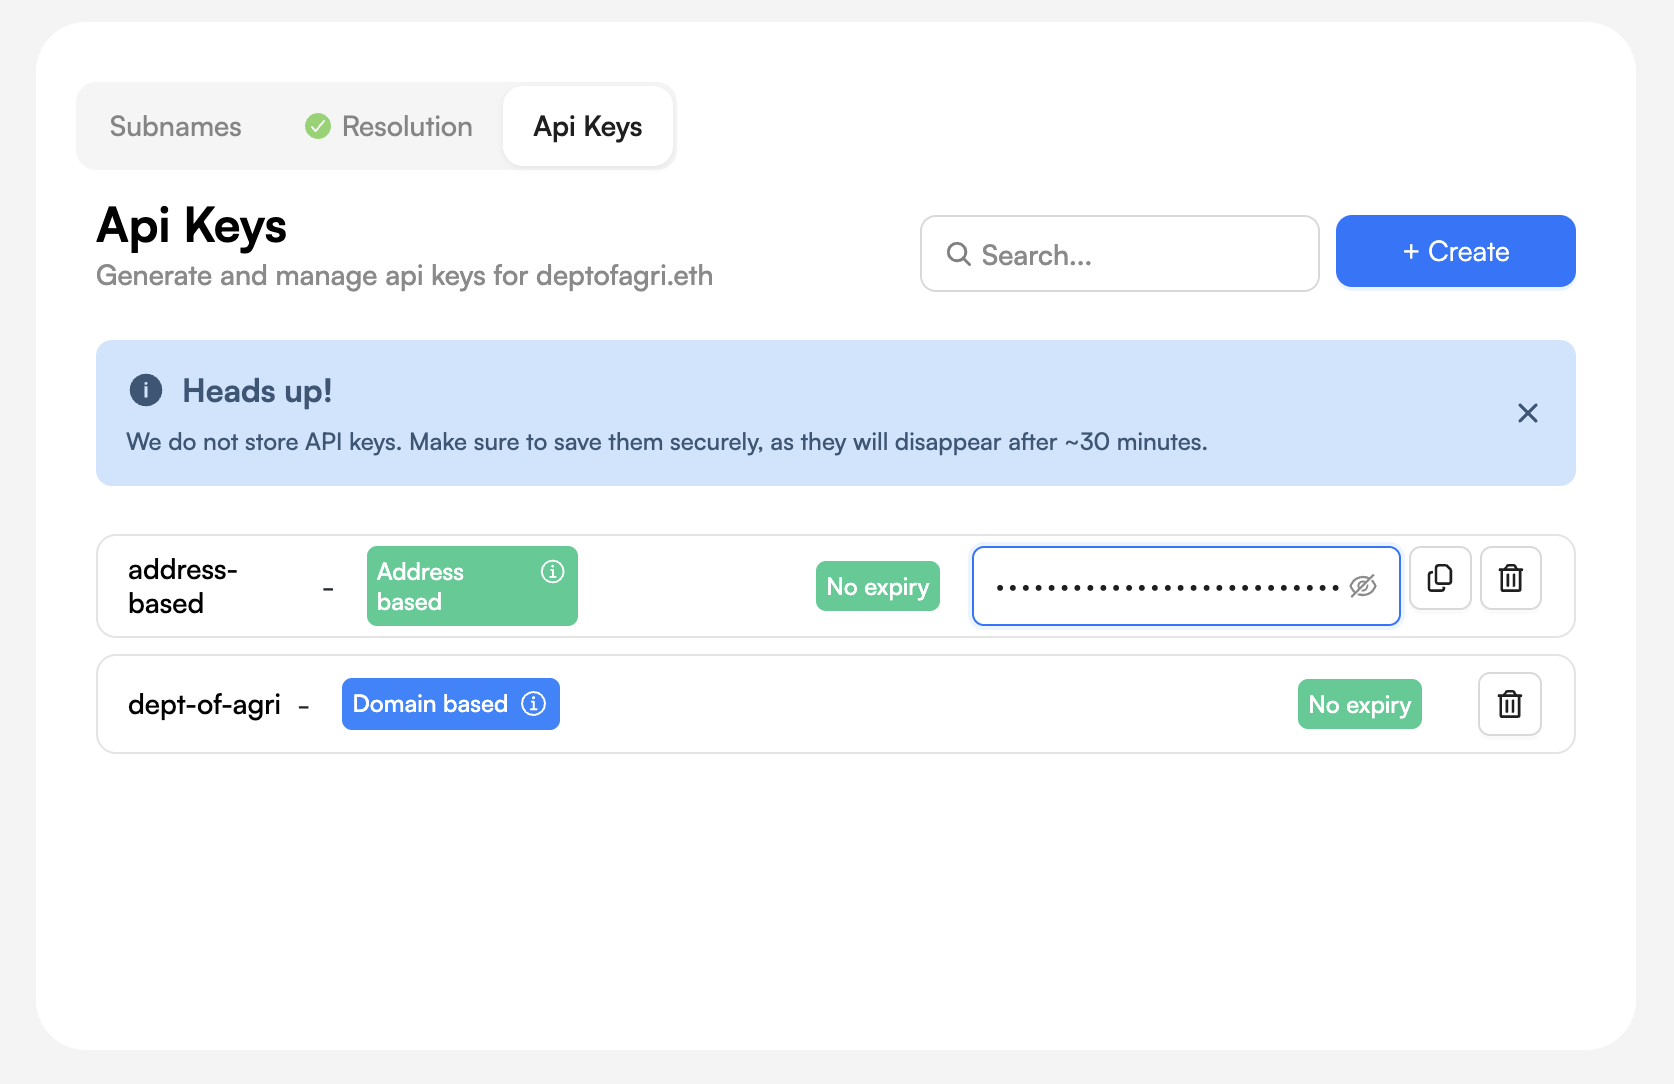 Subnames
Resolution
Api Keys
Api Keys
Generate and manage api keys for deptofagri.eth
Search...
+ Create
Heads up!
We do not store API keys. Make sure to save them securely, as they will disappear after ~30 minutes.
address-
based
-
Address
based
No expiry
dept-of-agri -
Domain based
No expiry